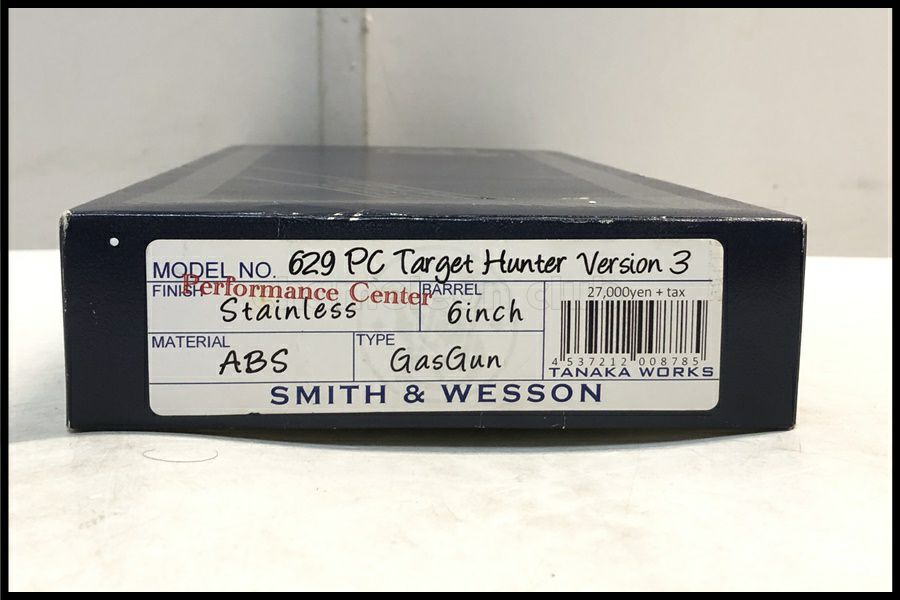 MODEL NO. 629 PC Target Hunter Version 3
FINISH Performance Center BARREL
Stainless 6inch
27,000yen + tax
MATERIAL ABS
TYPE GasGun
4 537212 008785
TANAKA WORKS
SMITH & WESSON